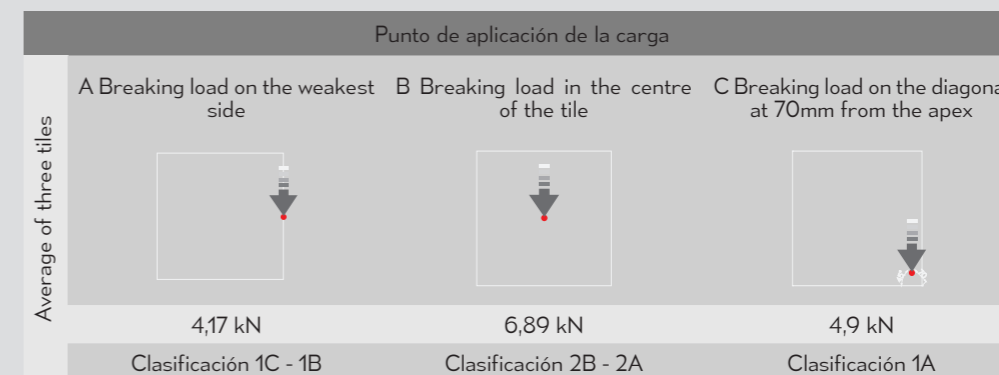 Punto de aplicación de la carga
Average of three tiles
A Breaking load on the weakest
side
B Breaking load in the centre
of the tile
C Breaking load on the diagona
at 70mm from the apex
4,17 kN
6,89 kN
4,9 kN
Clasificación 1C - 1B
Clasificación 2B - 2A
Clasificación 1A